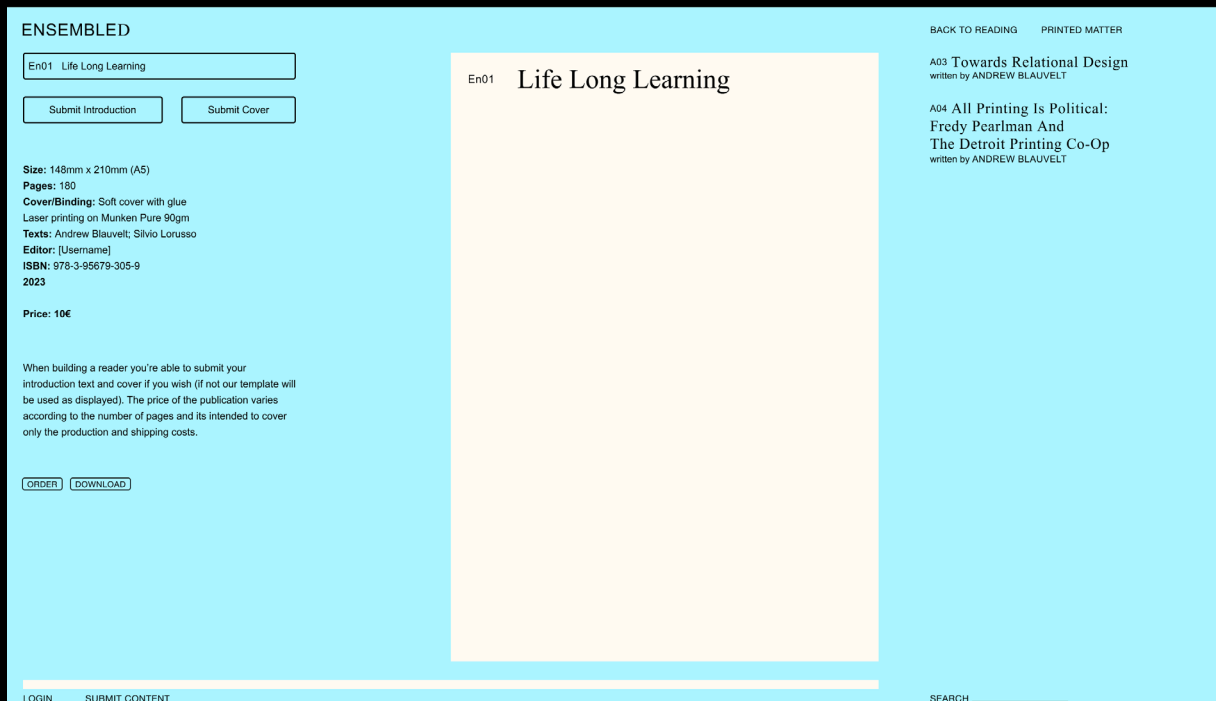 ENSEMBLED
En01 Life Long Learning
Submit Introduction
Submit Cover
Size: 148mm x 210mm (A5)
Pages: 180
Cover/Binding: Soft cover with glue
Laser printing on Munken Pure 90gm
Texts: Andrew Blauvelt; Silvio Lorusso
Editor: [Username]
ISBN: 978-3-95679-305-9
2023
Price: 10€
When building a reader you’re able to submit your
introduction text and cover if you wish (if not our template will
be used as displayed). The price of the publication varies
according to the number of pages and its intended to cover
only the production and shipping costs.
ORDER
DOWNLOAD
En01 Life Long Learning
BACK TO READING
PRINTED MATTER
A03 Towards Relational Design
written by ANDREW BLAUVELT
A04 All Printing Is Political:
Fredy Pearlman And
The Detroit Printing Co-Op
written by ANDREW BLAUVELT
LOGIN
SUBMIT CONTENT
SEARCH